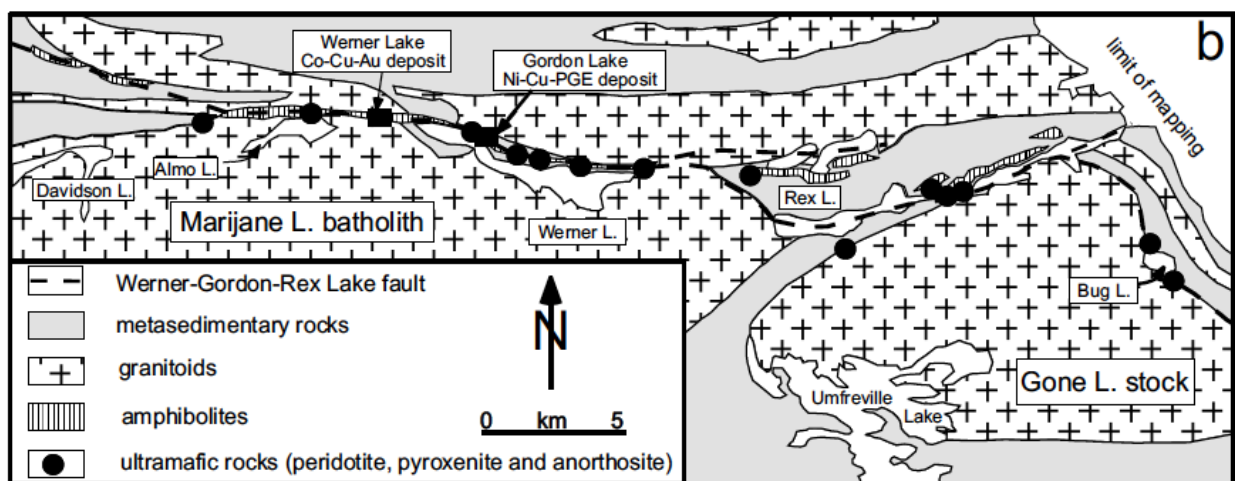 b
Werner Lake
Co-Cu-Au deposit
Gordon Lake
Ni-Cu-PGE deposit
limit of mapping
Almo L.
Davidson L.
Rex L.
Marijane L. batholith
Werner L.
Bug L.
Gone L. stock
Umfreville
Lake
Werner-Gordon-Rex Lake fault
metasedimentary rocks
granitoids
amphibolites
ultramafic rocks (peridotite, pyroxenite and anorthosite)
N
0 km 5